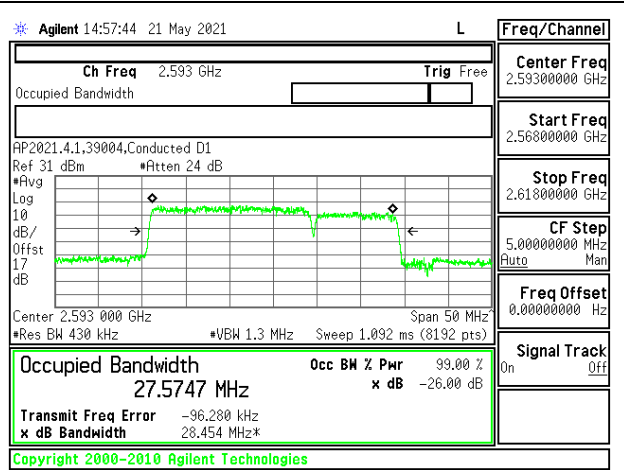 Agilent 14:57:44 21 May 2021 L
Freq/Channel
Ch Freq 2.593 GHz Trig Free
Occupied Bandwidth
Center Freq
2.59300000 GHz
Start Freq
2.56800000 GHz
Stop Freq
2.61800000 GHz
CF Step
5.00000000 MHz
Auto Man
Freq Offset
0.00000000 Hz
Signal Track
On Off
AP2021.4.1,39004,Conducted D1
Ref 31 dBm #Atten 24 dB
#Avg
Log
10
dB/
Offst
17
dB
Center 2.593 000 GHz Span 50 MHz^
#Res BW 430 kHz #VBW 1.3 MHz Sweep 1.092 ms (8192 pts)
Occupied Bandwidth
27.5747 MHz
Occ BW % Pwr 99.00 %
x dB -26.00 dB
Transmit Freq Error -96.280 kHz
x dB Bandwidth 28.454 MHz*
Copyright 2000-2010 Agilent Technologies